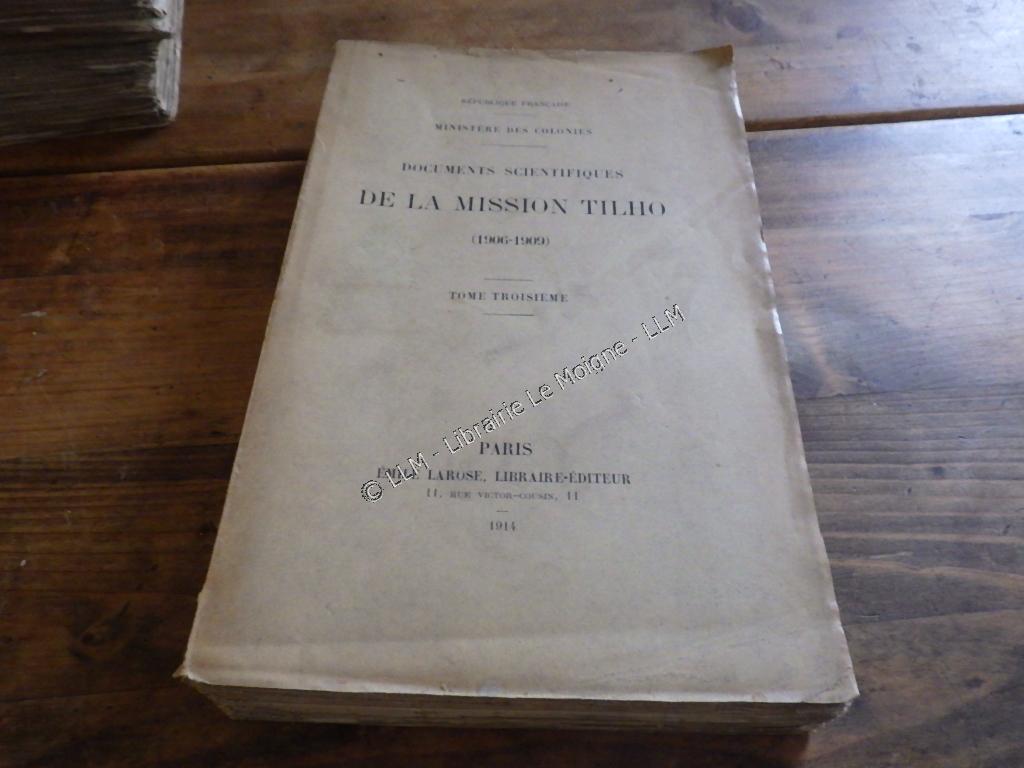 RÉPUBLIQUE FRANÇAISE
MINISTÈRE DES COLONIES
DOCUMENTS SCIENTIFIQUES
DE LA MISSION TILHO
(1906-1909)
TOME TROISIÈME
PARIS
ÉMILE LAROSE, LIBRAIRE-ÉDITEUR
11, RUE VICTOR-COUSIN, 11
1914
© LLM - Librairie Le Moigne - LLM